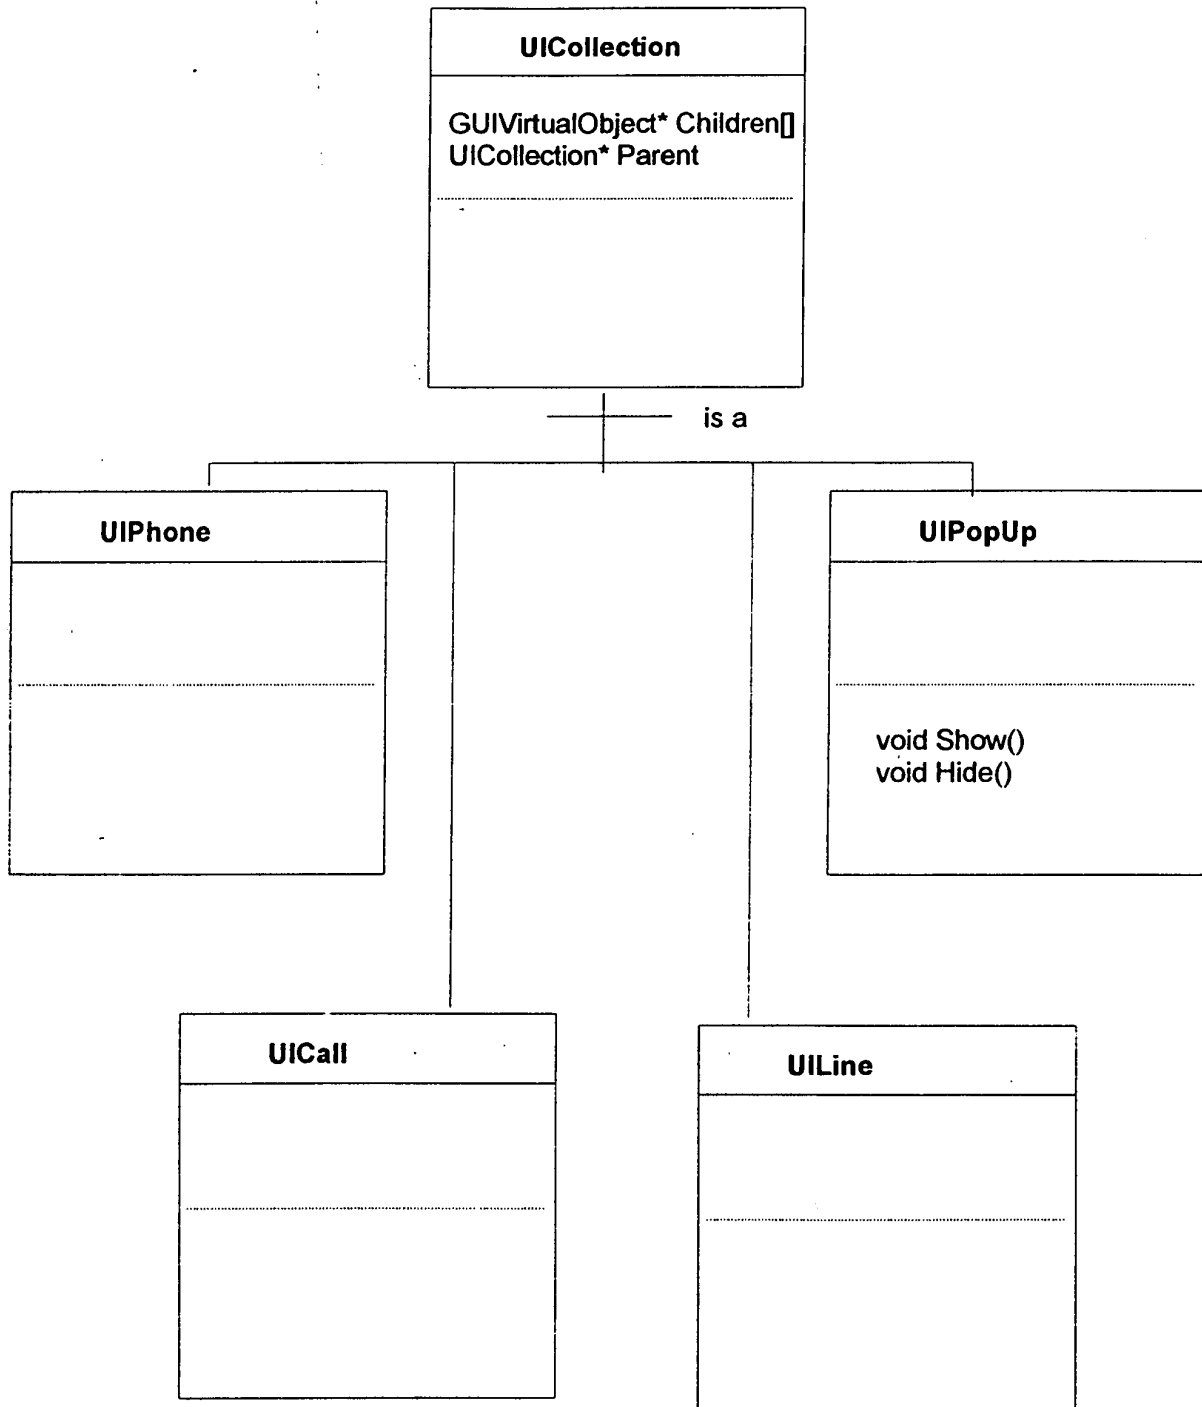 UICollection
GUIVirtualObject* Children[]
UICollection* Parent
is a
UIPhone
UIPopUp
void Show()
void Hide()
UICall
UILine